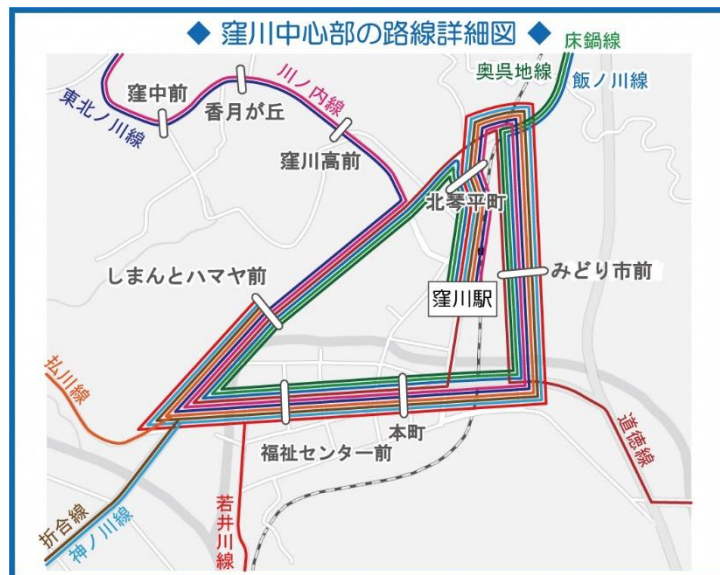 ◆ 窪川中心部の路線詳細図 ◆
床鍋線
奥呉地線
飯ノ川線
川ノ内線
窪中前
香月が丘
東北ノ川線
窪川高前
北琴平町
しまんとハマヤ前
みどり市前
窪川駅
払川線
本町
福祉センター前
道徳線
若井川線
折合線
神ノ川線